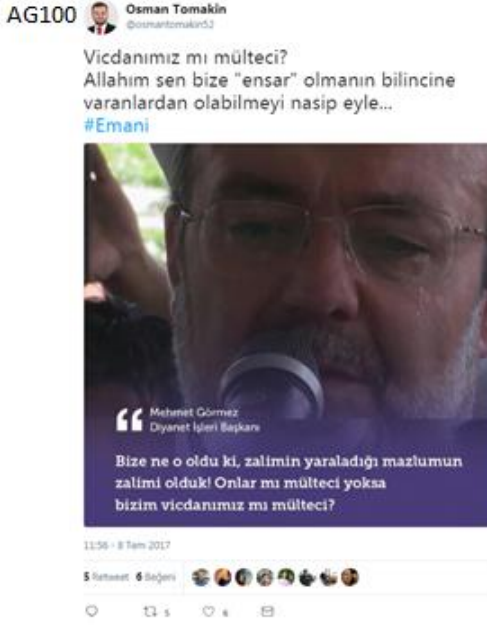 AG100
Osman Tomakin
@osmantomakin52
Vicdanımız mı mülteci?
Allahım sen bize "ensar" olmanın bilincine
varanlardan olabilmeyi nasip eyle...
#Emani
Mehmet Görmez
Diyanet İşleri Başkanı
Bize ne o oldu ki, zalimin yaraladığı mazlumun
zalimi olduk! Onlar mı mülteci yoksa
bizim vicdanımız mı mülteci?
11:56 - 8 Tem 2017
5 Retweet 6 Beğeni
5 6